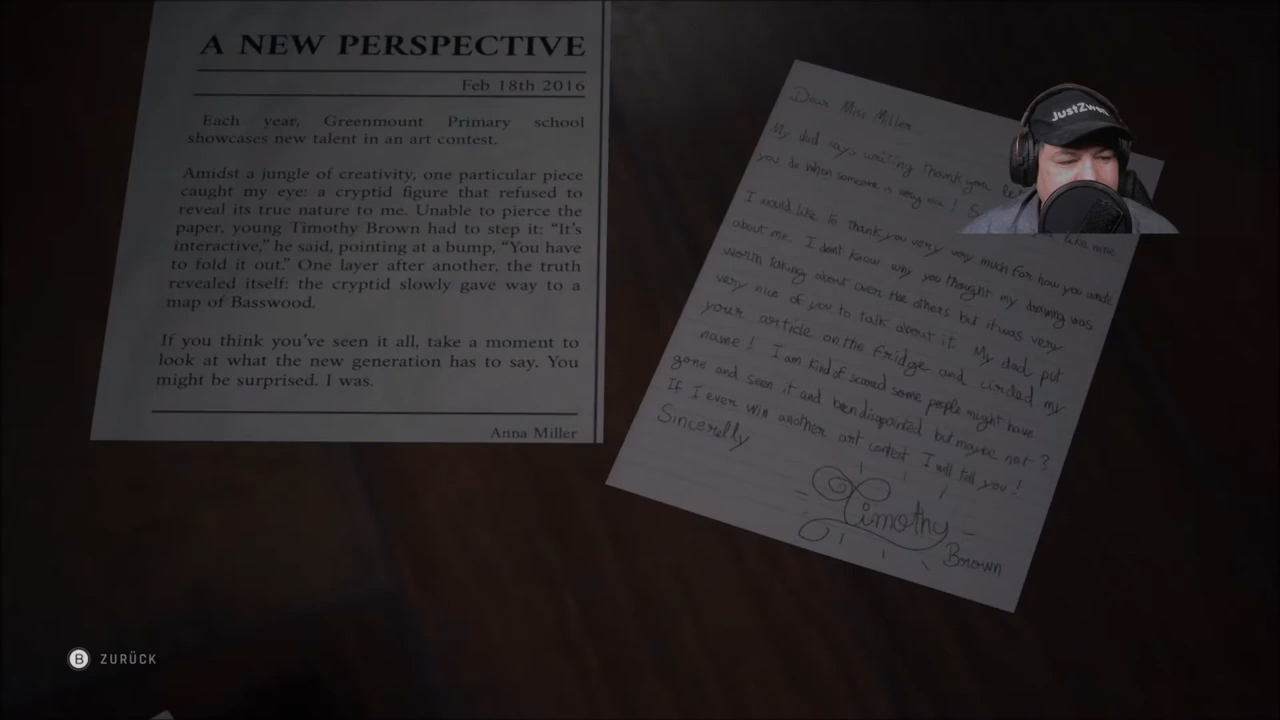 A NEW PERSPECTIVE
Feb 18th 2016
Each year, Greenmount Primary school
showcases new talent in an art contest.
Amidst a jungle of creativity, one particular piece
caught my eye: a cryptid figure that refused to
reveal its true nature to me. Unable to pierce the
paper, young Timothy Brown had to step it: “It’s
interactive,” he said, pointing at a bump, “You have
to fold it out.” One layer after another, the truth
revealed itself: the cryptid slowly gave way to a
map of Basswood.
If you think you’ve seen it all, take a moment to
look at what the new generation has to say. You
might be surprised. I was.
Anna Miller
Dear Miss Miller
My dad says writing thank you
you do when someone is very nice! like mine
I would like to thank you very very much for how you wrote
about me. I dont know why you thought my drawing was
worth talking about over the others but it was very
very nice of you to talk about it. My dad put
your article on the fridge and circled my
name! I am kind of scared some people might have
gone and seen it and been but maybe not?
If I ever win another art contest I will tell you!
Sincerelly
Timothy
Brown
JustZw
B ZURÜCK